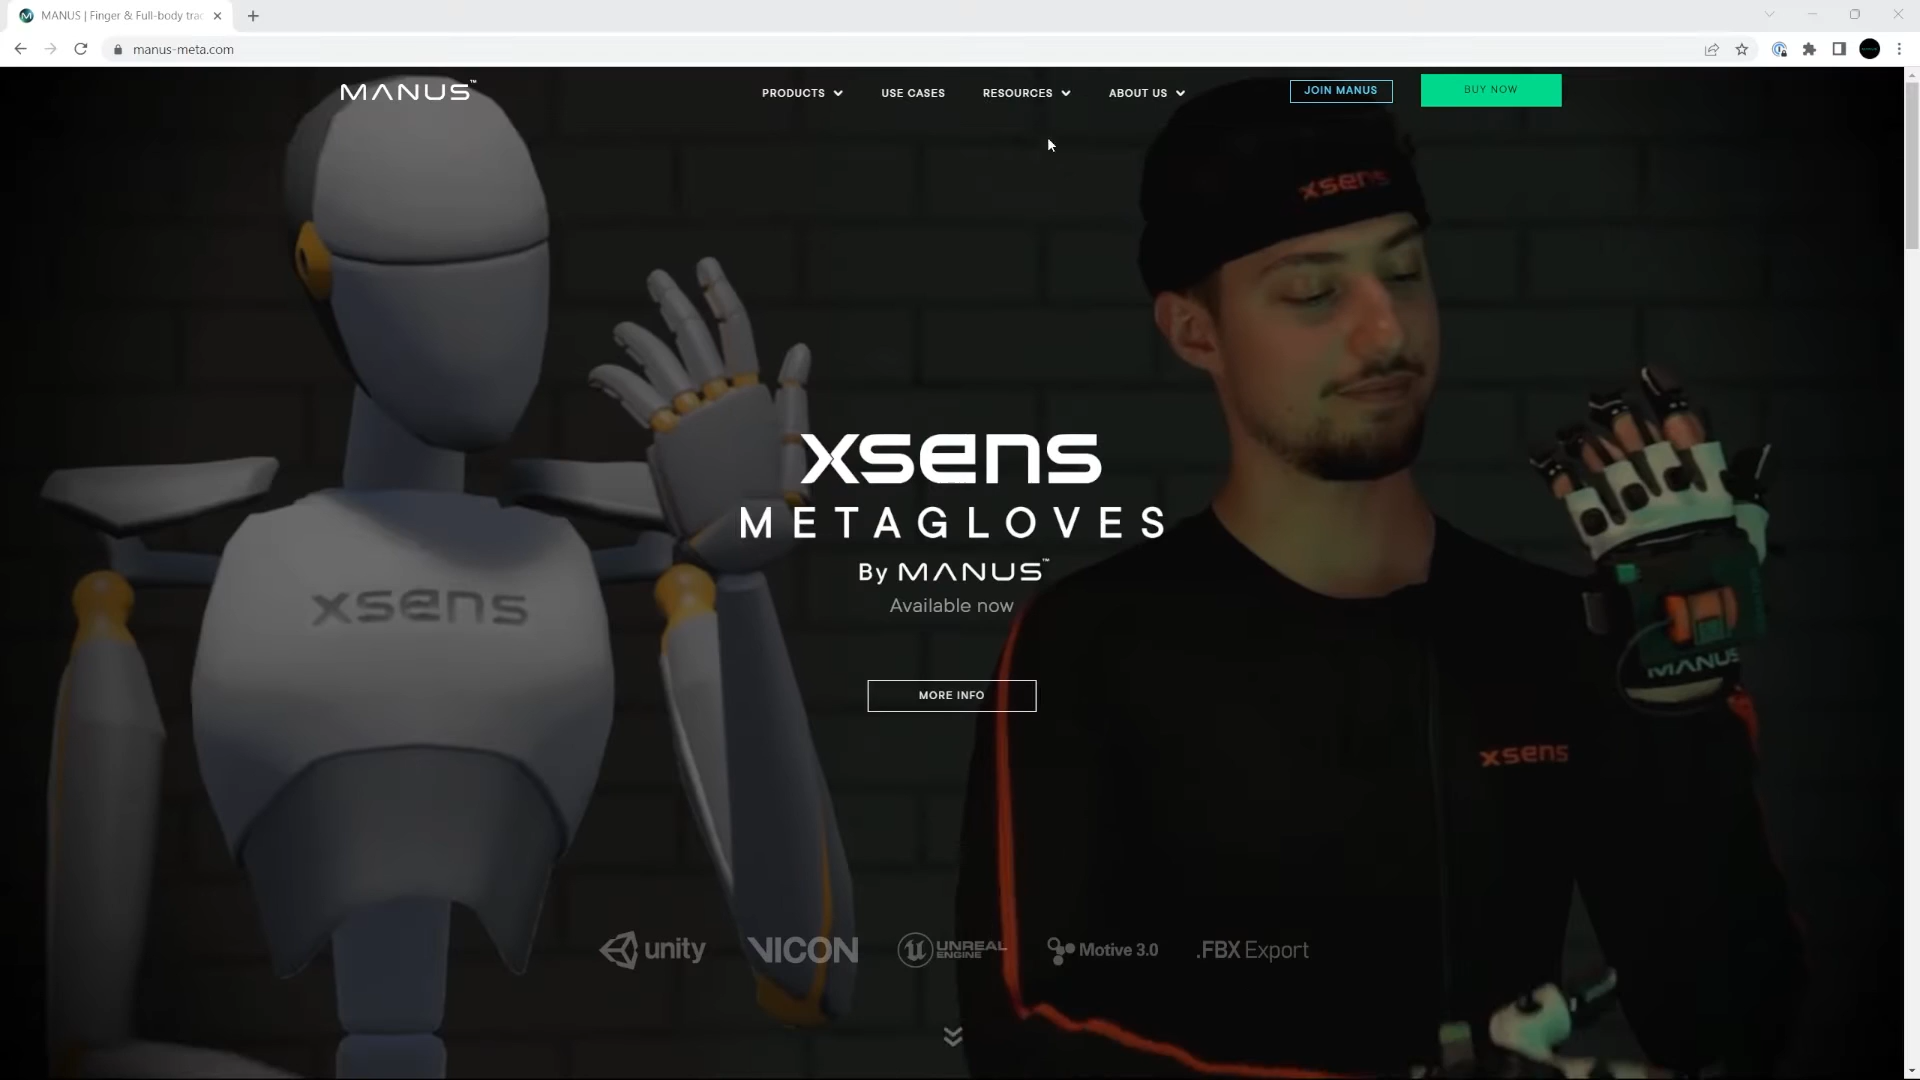 MANUS | Finger & Full-body trac
manus-meta.com
MANUS™
PRODUCTS
USE CASES
RESOURCES
ABOUT US
JOIN MANUS
BUY NOW
xsens
xsens
METAGLOVES
By MANUS™
Available now
xsens
MANUS
MORE INFO
xsens
unity
VICON
UNREAL
ENGINE
Motive 3.0
.FBX Export